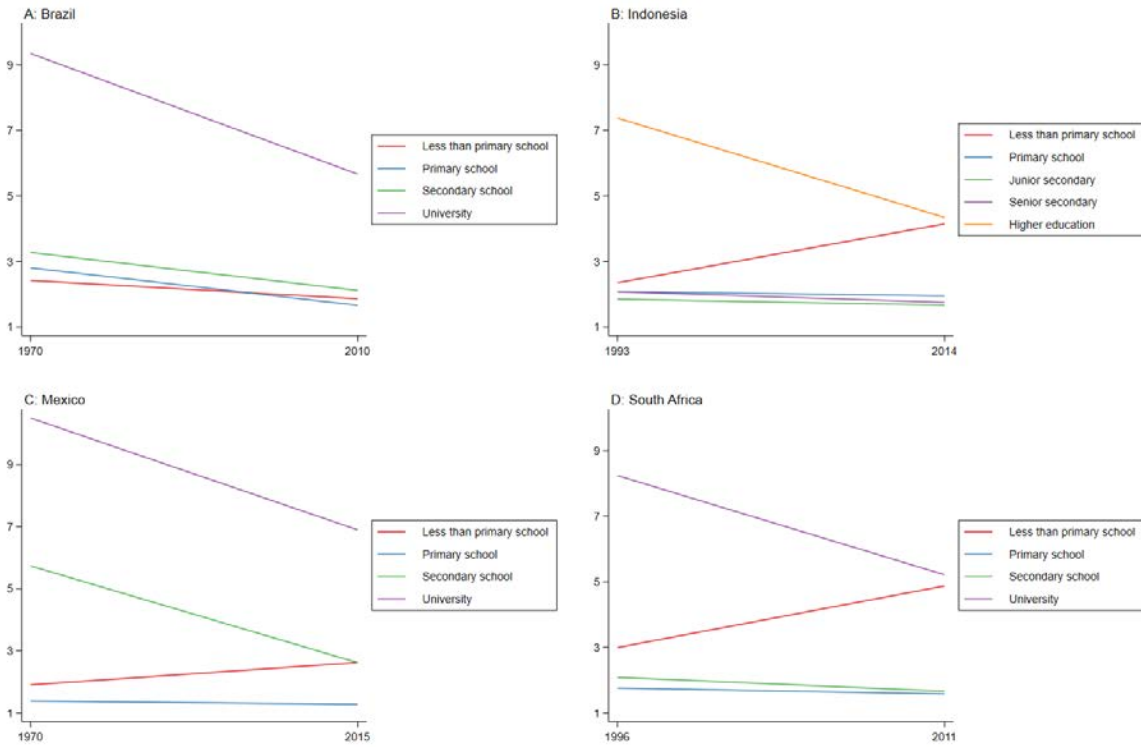 A: Brazil
9
7
5
3
1
1970
2010
Less than primary school
Primary school
Secondary school
University
B: Indonesia
9
7
5
3
1
1993
2014
Less than primary school
Primary school
Junior secondary
Senior secondary
Higher education
C: Mexico
9
7
5
3
1
1970
2015
Less than primary school
Primary school
Secondary school
University
D: South Africa
9
7
5
3
1
1996
2011
Less than primary school
Primary school
Secondary school
University